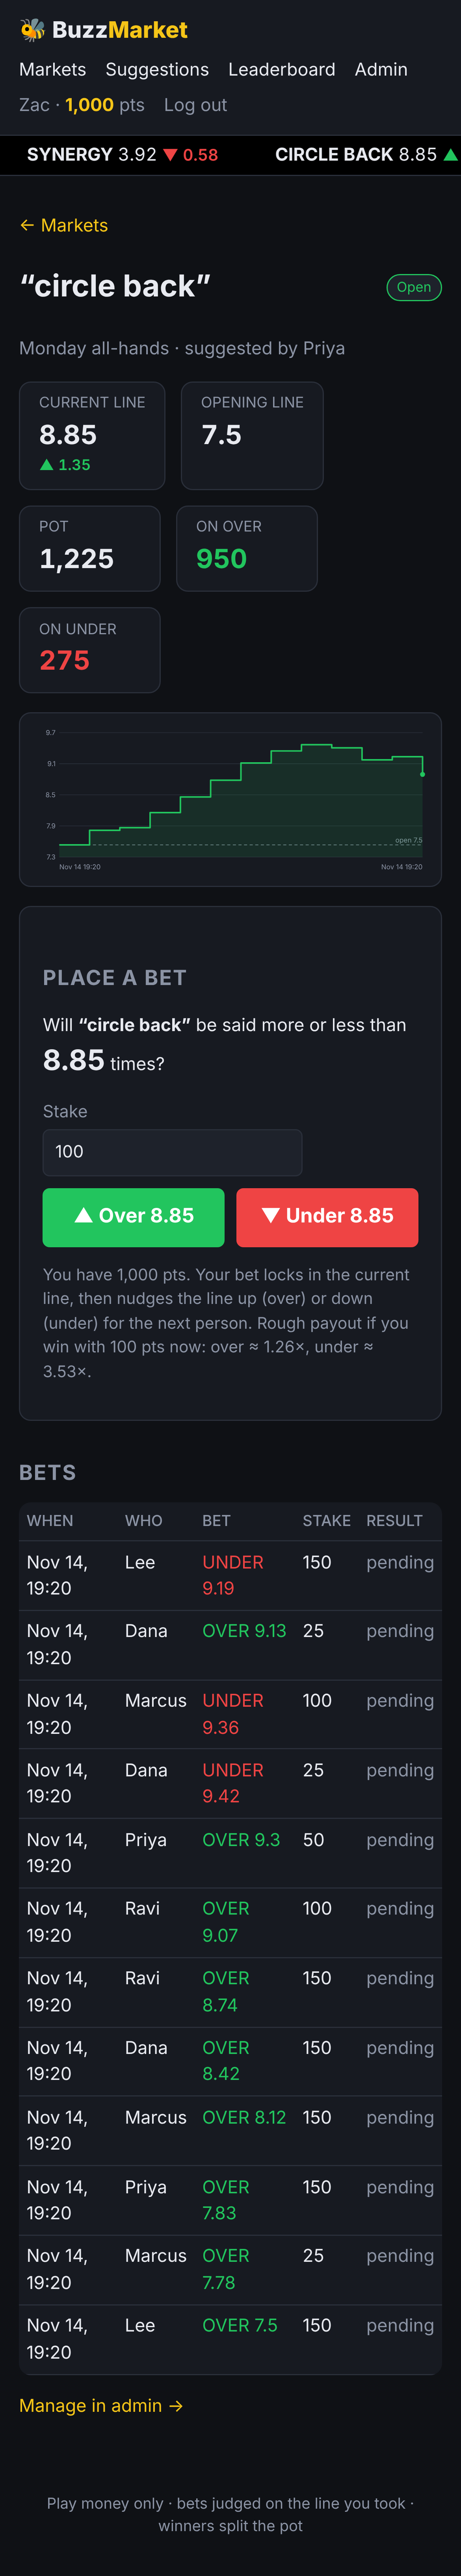 🐝 BuzzMarket
Markets Suggestions Leaderboard Admin
Zac · 1,000 pts Log out
SYNERGY 3.92 ▼ 0.58 CIRCLE BACK 8.85 ▲
← Markets
“circle back” Open
Monday all-hands · suggested by Priya
CURRENT LINE OPENING LINE
8.85 7.5
▲ 1.35
POT ON OVER
1,225 950
ON UNDER
275
9.7
9.1
8.5
7.9
open 7.5
7.3
Nov 14 19:20 Nov 14 19:20
PLACE A BET
Will “circle back” be said more or less than
8.85 times?
Stake
100
▲ Over 8.85 ▼ Under 8.85
You have 1,000 pts. Your bet locks in the current
line, then nudges the line up (over) or down
(under) for the next person. Rough payout if you
win with 100 pts now: over ≈ 1.26×, under ≈
3.53×.
BETS
WHEN WHO BET STAKE RESULT
Nov 14, Lee UNDER 150 pending
19:20 9.19
Nov 14, Dana OVER 9.13 25 pending
19:20
Nov 14, Marcus UNDER 100 pending
19:20 9.36
Nov 14, Dana UNDER 25 pending
19:20 9.42
Nov 14, Priya OVER 9.3 50 pending
19:20
Nov 14, Ravi OVER 100 pending
19:20 9.07
Nov 14, Ravi OVER 150 pending
19:20 8.74
Nov 14, Dana OVER 150 pending
19:20 8.42
Nov 14, Marcus OVER 8.12 150 pending
19:20
Nov 14, Priya OVER 150 pending
19:20 7.83
Nov 14, Marcus OVER 25 pending
19:20 7.78
Nov 14, Lee OVER 7.5 150 pending
19:20
Manage in admin →
Play money only · bets judged on the line you took ·
winners split the pot